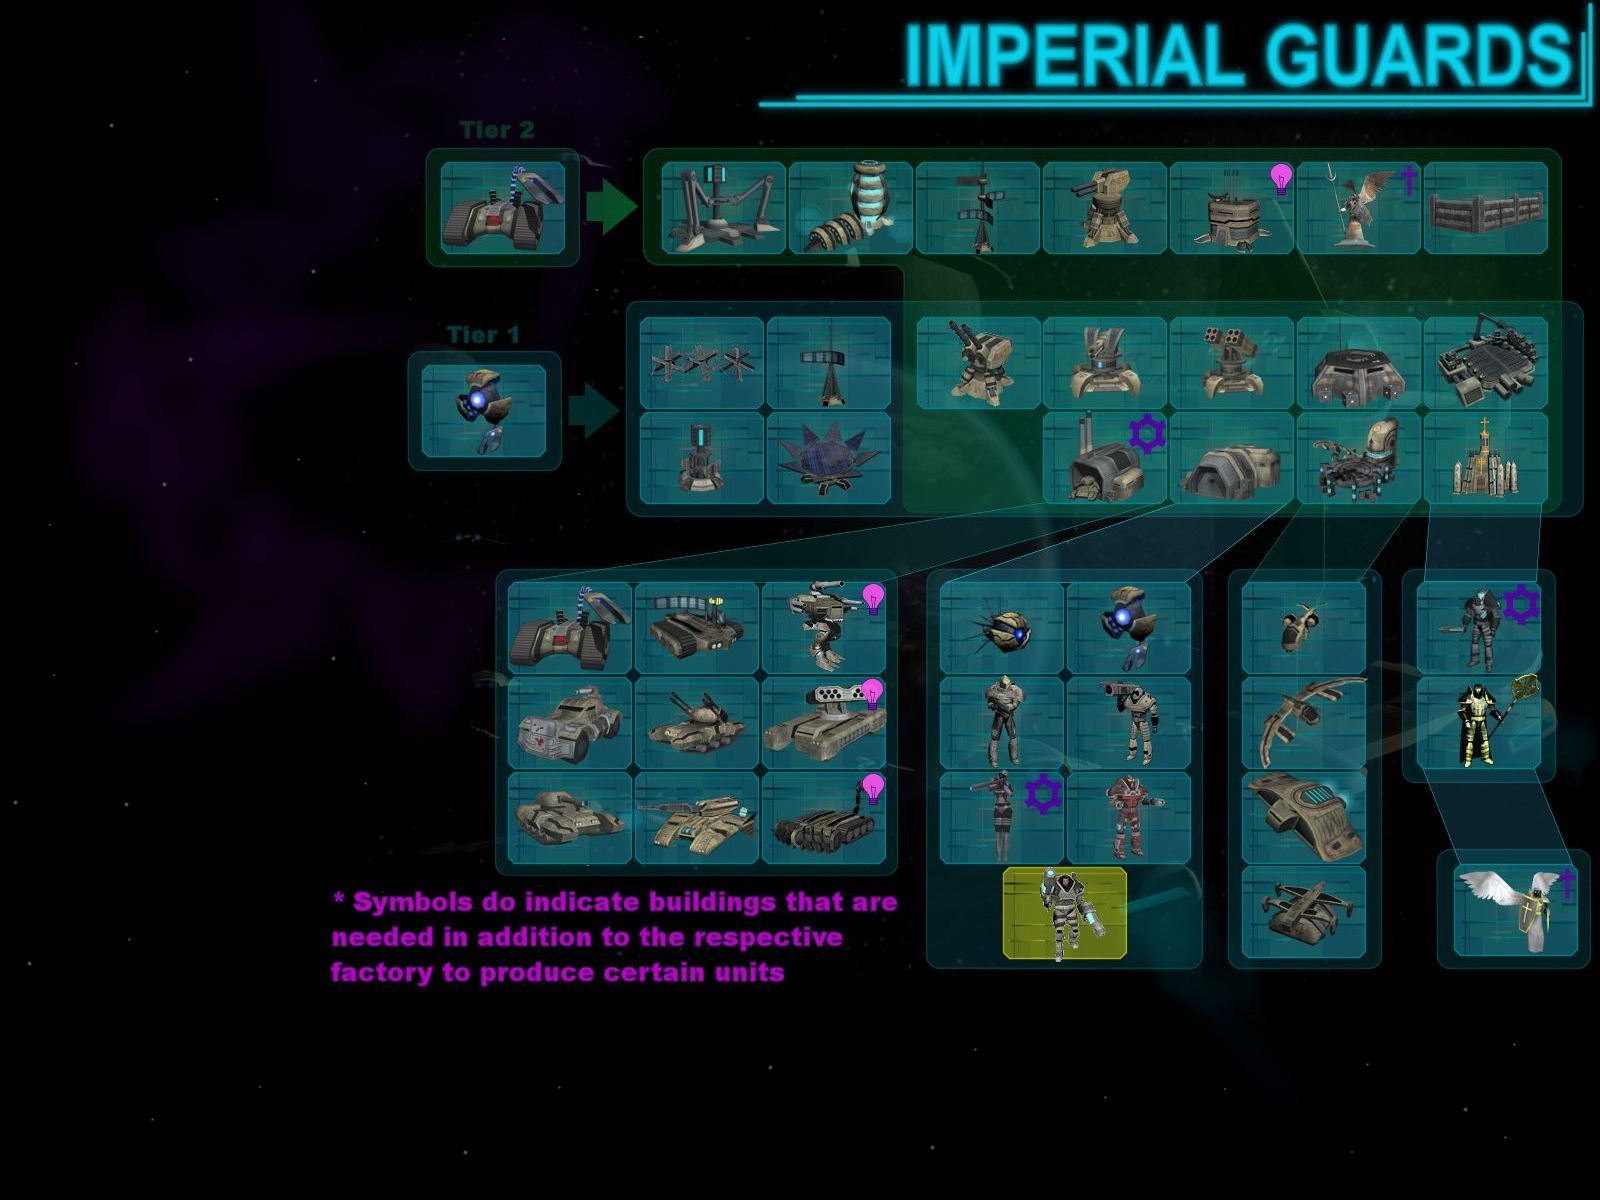 IMPERIAL GUARDS
Tier 2
Tier 1
* Symbols do indicate buildings that are
needed in addition to the respective
factory to produce certain units